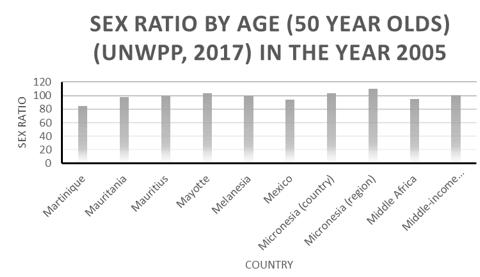 SEX RATIO BY AGE (50 YEAR OLDS)
(UNWPP, 2017) IN THE YEAR 2005
120
100
80
60
40
20
0
SEX RATIO
Martinique
Mauritania
Mauritius
Mayotte
Melanesia
Mexico
Micronesia (country)
Micronesia (region)
Middle Africa
Middle-income...
COUNTRY